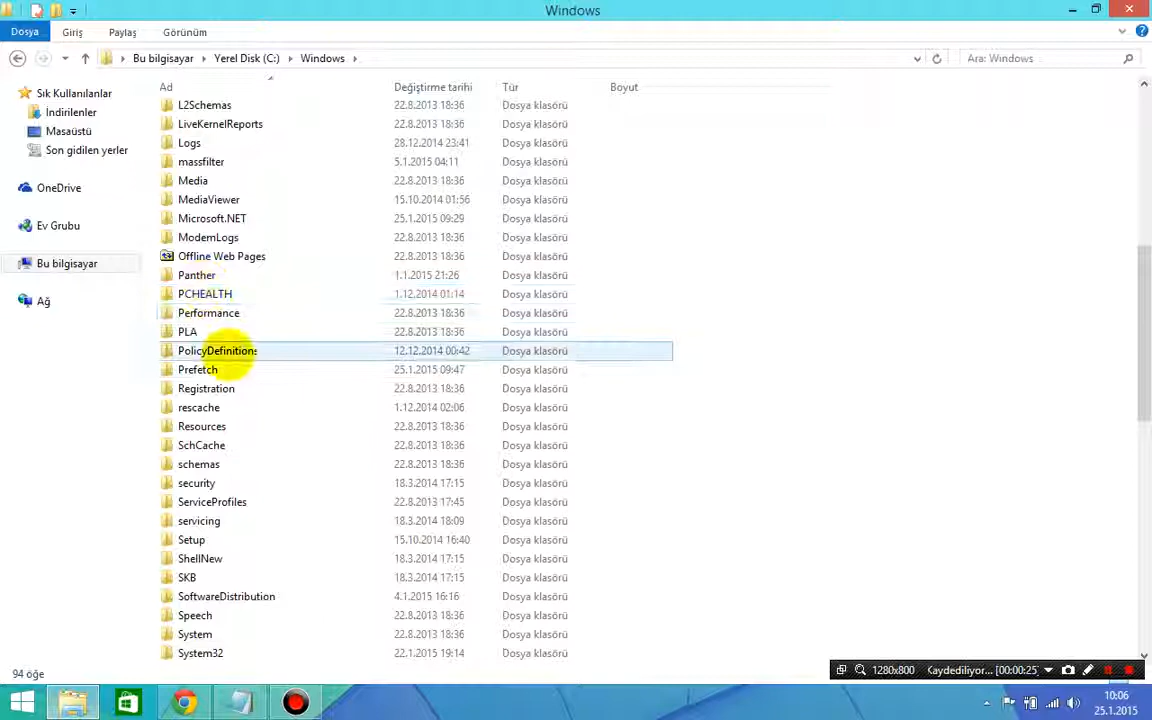 Windows
Dosya Giriş Paylaş Görünüm
Bu bilgisayar Yerel Disk (C:) Windows Ara: Windows
Ad Değiştirme tarihi Tür Boyut
Sık Kullanılanlar
İndirilenler
Masaüstü
Son gidilen yerler
OneDrive
Ev Grubu
Bu bilgisayar
Ağ
L2Schemas 22.8.2013 18:36 Dosya klasörü
LiveKernelReports 22.8.2013 18:36 Dosya klasörü
Logs 28.12.2014 23:41 Dosya klasörü
massfilter 5.1.2015 04:11 Dosya klasörü
Media 22.8.2013 18:36 Dosya klasörü
MediaViewer 15.10.2014 01:56 Dosya klasörü
Microsoft.NET 25.1.2015 09:29 Dosya klasörü
ModemLogs 22.8.2013 18:36 Dosya klasörü
Offline Web Pages 22.8.2013 18:36 Dosya klasörü
Panther 1.1.2015 21:26 Dosya klasörü
PCHEALTH 1.12.2014 01:14 Dosya klasörü
Performance 22.8.2013 18:36 Dosya klasörü
PLA 22.8.2013 18:36 Dosya klasörü
PolicyDefinitions 12.12.2014 00:42 Dosya klasörü
Prefetch 25.1.2015 09:47 Dosya klasörü
Registration 22.8.2013 18:36 Dosya klasörü
rescache 1.12.2014 02:06 Dosya klasörü
Resources 22.8.2013 18:36 Dosya klasörü
SchCache 22.8.2013 18:36 Dosya klasörü
schemas 22.8.2013 18:36 Dosya klasörü
security 18.3.2014 17:15 Dosya klasörü
ServiceProfiles 22.8.2013 17:45 Dosya klasörü
servicing 18.3.2014 18:09 Dosya klasörü
Setup 15.10.2014 16:40 Dosya klasörü
ShellNew 18.3.2014 17:15 Dosya klasörü
SKB 18.3.2014 17:15 Dosya klasörü
SoftwareDistribution 4.1.2015 16:16 Dosya klasörü
Speech 22.8.2013 18:36 Dosya klasörü
System 22.8.2013 18:36 Dosya klasörü
System32 22.1.2015 19:14 Dosya klasörü
94 öğe
1280x800 Kaydediliyor... [00:00:25]
10:06
25.1.2015